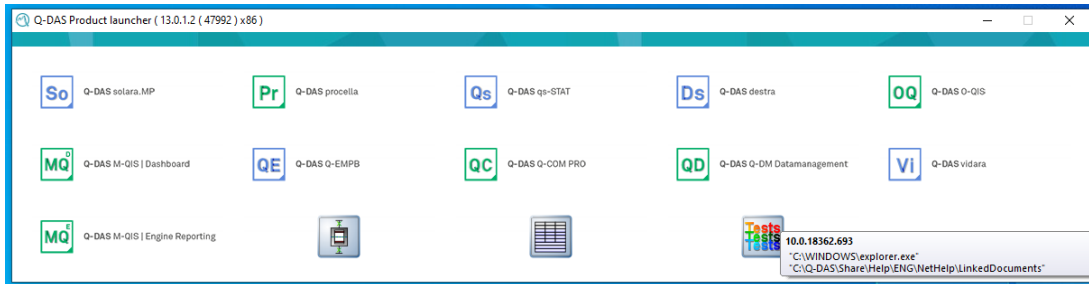 Q-DAS Product launcher ( 13.0.1.2 ( 47992 ) x86 )
So Q-DAS solara.MP
Pr Q-DAS procella
Qs Q-DAS qs-STAT
Ds Q-DAS destra
OQ Q-DAS O-QIS
MQ D Q-DAS M-QIS | Dashboard
QE Q-DAS Q-EMPB
QC Q-DAS Q-COM PRO
QD Q-DAS Q-DM Datamanagement
Vi Q-DAS vidara
MQ E Q-DAS M-QIS | Engine Reporting
Tests
Tests
Tests
10.0.18362.693
"C:\WINDOWS\explorer.exe"
"C:\Q-DAS\Share\Help\ENG\NetHelp\LinkedDocuments"